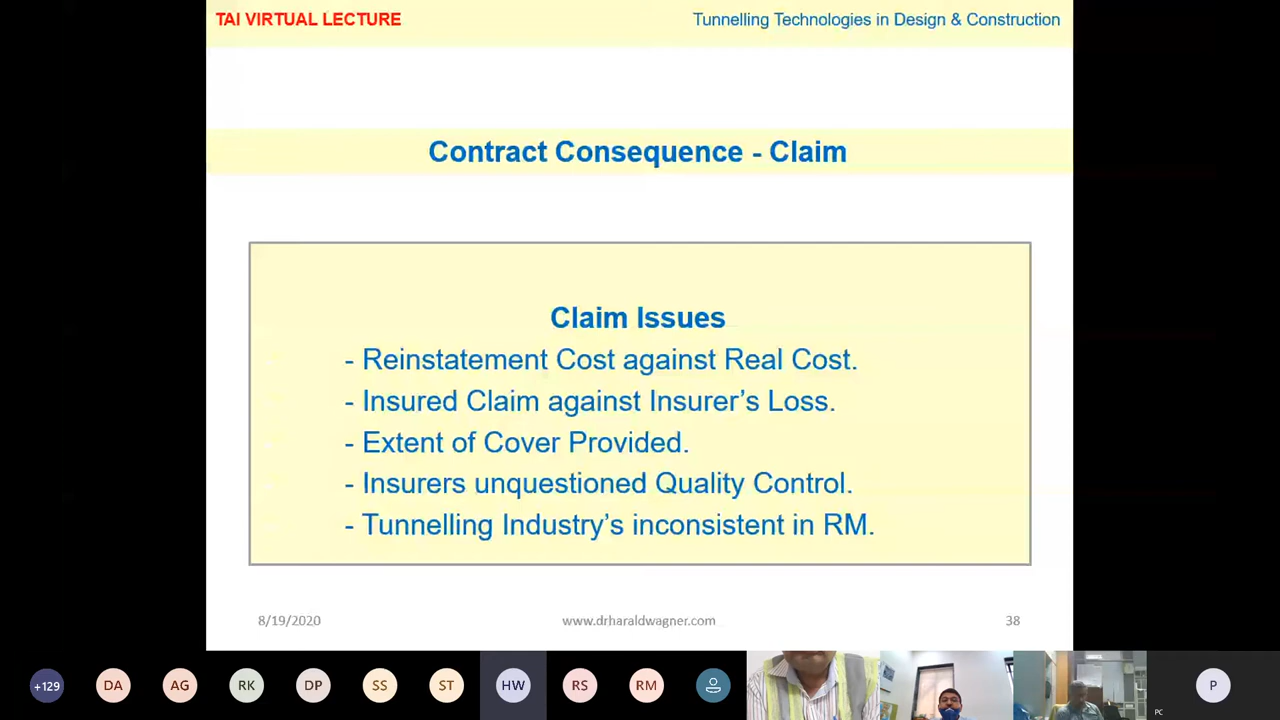 TAI VIRTUAL LECTURE
Tunnelling Technologies in Design & Construction
Contract Consequence - Claim
Claim Issues
- Reinstatement Cost against Real Cost.
- Insured Claim against Insurer’s Loss.
- Extent of Cover Provided.
- Insurers unquestioned Quality Control.
- Tunnelling Industry’s inconsistent in RM.
8/19/2020
www.drharaldwagner.com
38
+129
DA
AG
RK
DP
SS
ST
HW
RS
RM
PC
P